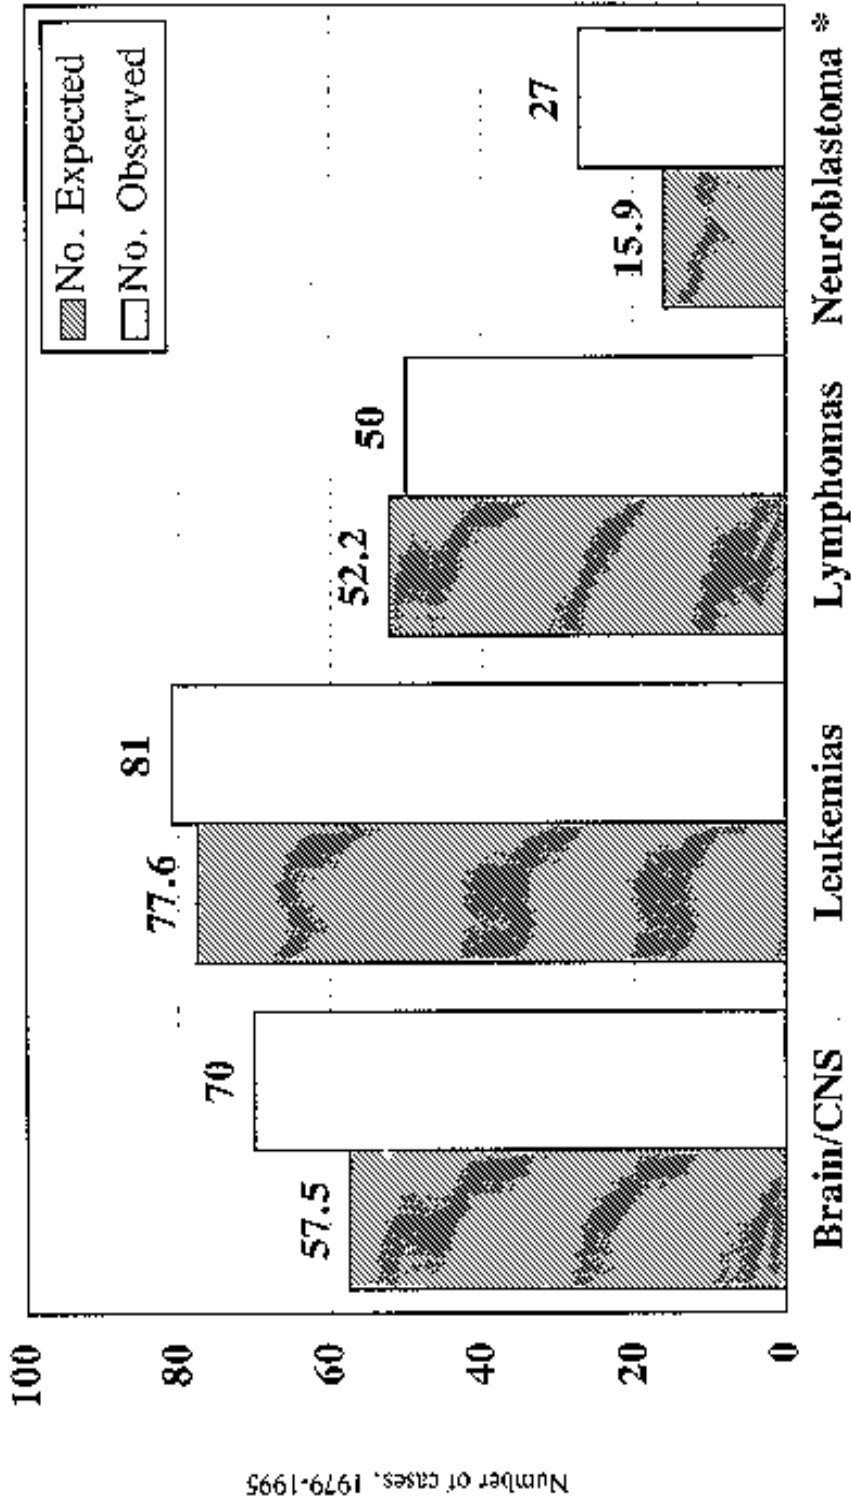 Number of cases, 1979-1995
100
80
60
40
20
0
No. Expected
No. Observed
57.5
70
77.6
81
52.2
50
15.9
27
Brain/CNS
Leukemias
Lymphomas
Neuroblastoma *